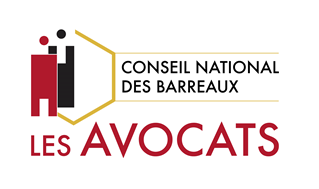 CONSEIL NATIONAL
DES BARREAUX
LES AVOCATS